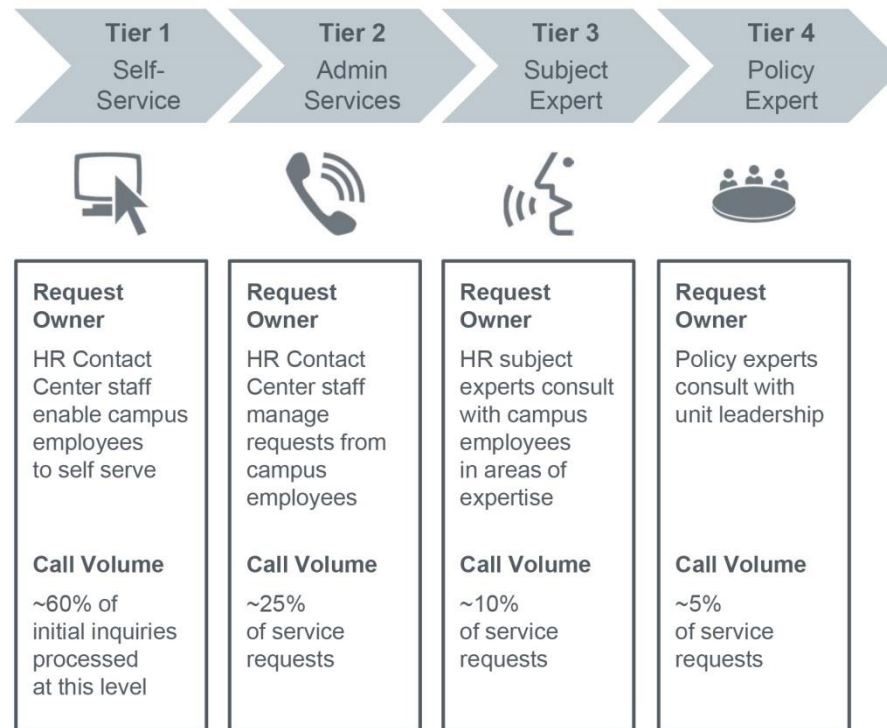 Tier 1
Self-
Service
Tier 2
Admin
Services
Tier 3
Subject
Expert
Tier 4
Policy
Expert
Request
Owner
HR Contact
Center staff
enable campus
employees
to self serve
Call Volume
~60% of
initial inquiries
processed
at this level
Request
Owner
HR Contact
Center staff
manage
requests from
campus
employees
Call Volume
~25%
of service
requests
Request
Owner
HR subject
experts consult
with campus
employees
in areas of
expertise
Call Volume
~10%
of service
requests
Request
Owner
Policy experts
consult with
unit leadership
Call Volume
~5%
of service
requests